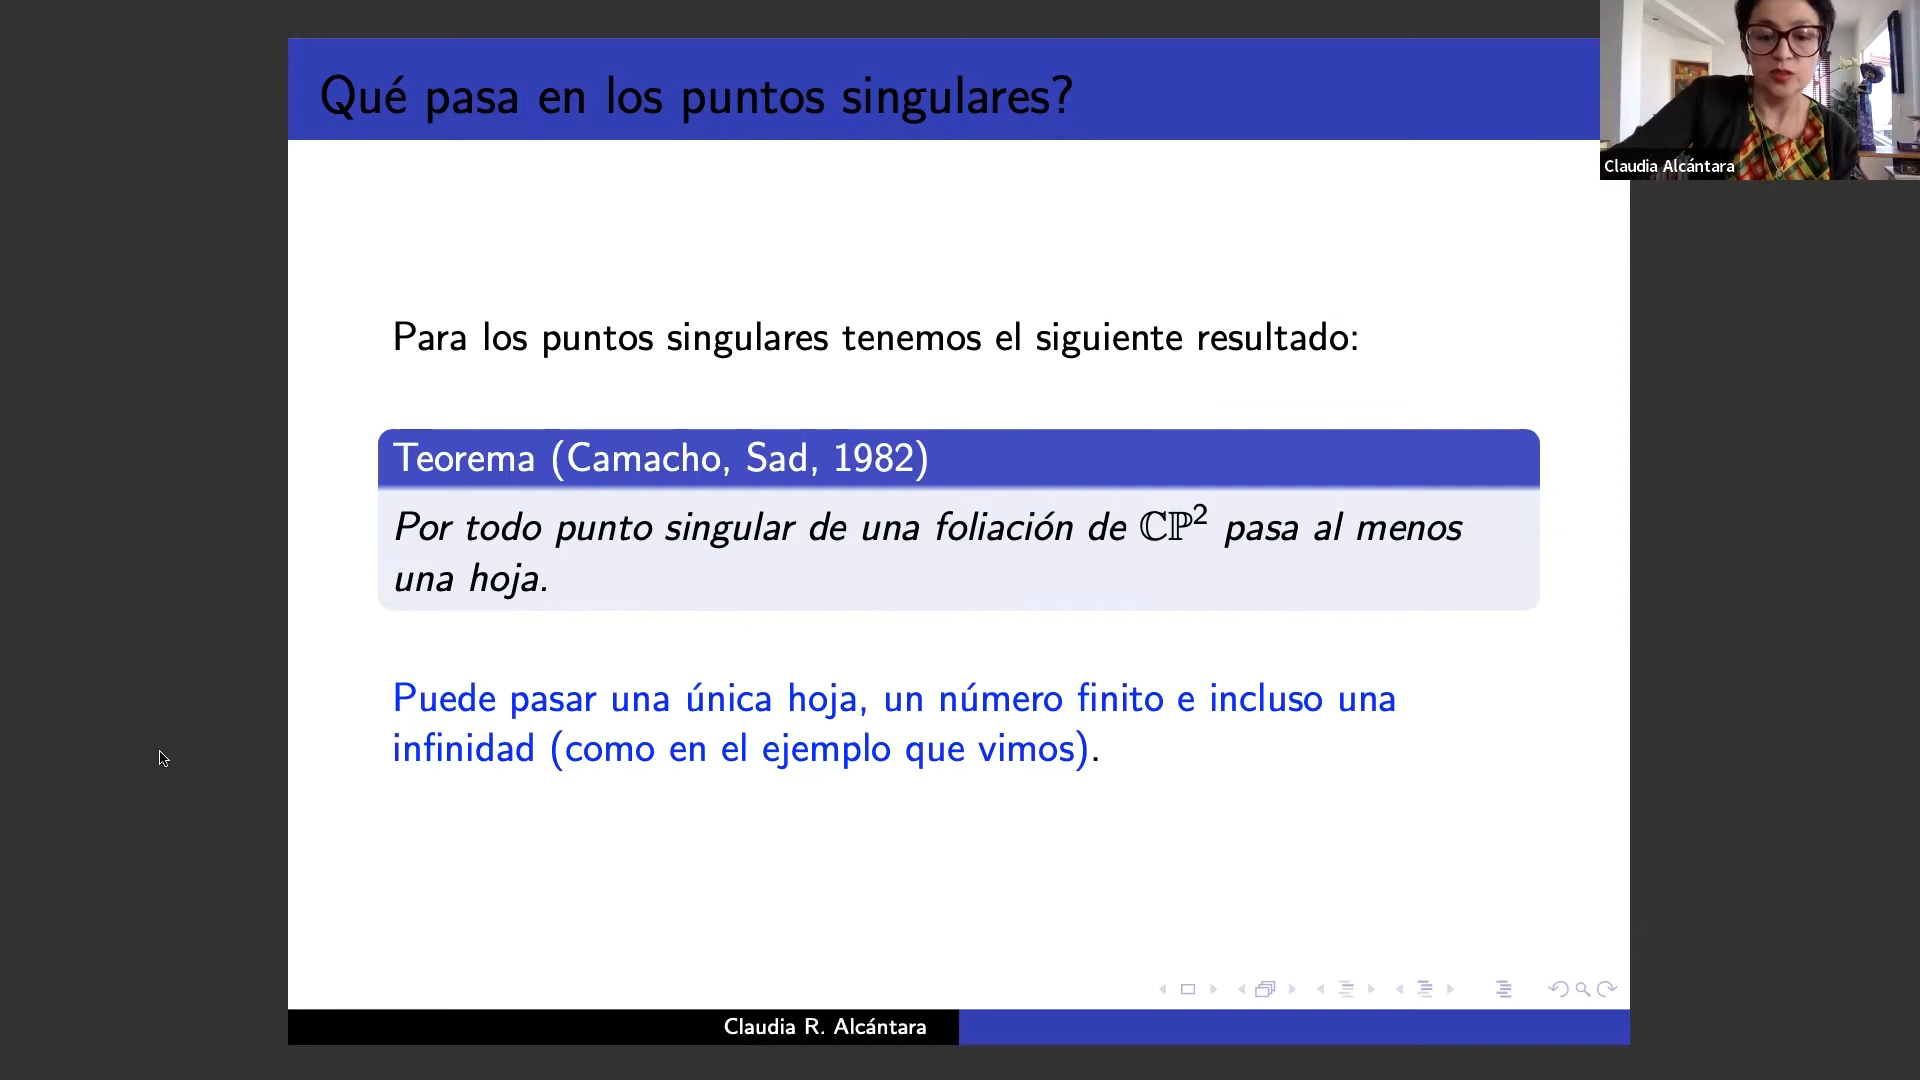 Qué pasa en los puntos singulares?
Claudia Alcántara
Para los puntos singulares tenemos el siguiente resultado:
Teorema (Camacho, Sad, 1982)
Por todo punto singular de una foliación de ℂℙ² pasa al menos
una hoja.
Puede pasar una única hoja, un número finito e incluso una
infinidad (como en el ejemplo que vimos).
Claudia R. Alcántara